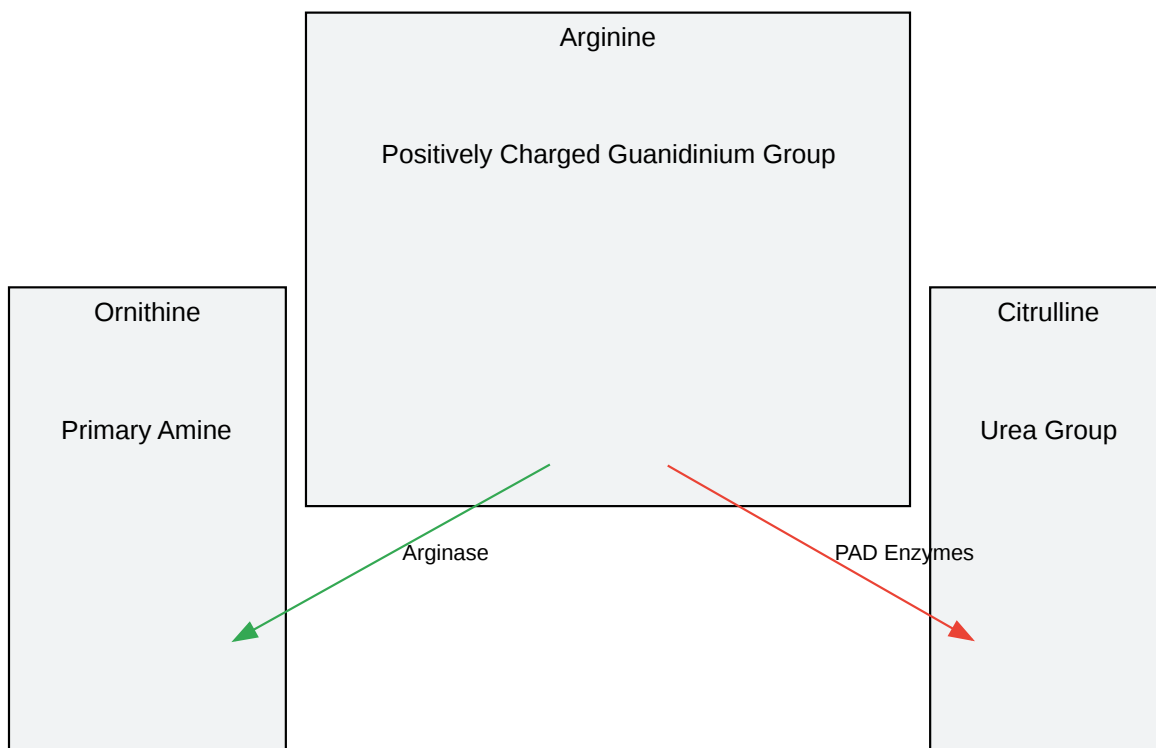 Arginine
Positively Charged Guanidinium Group
Ornithine
Citrulline
Primary Amine
Urea Group
Arginase
PAD Enzymes